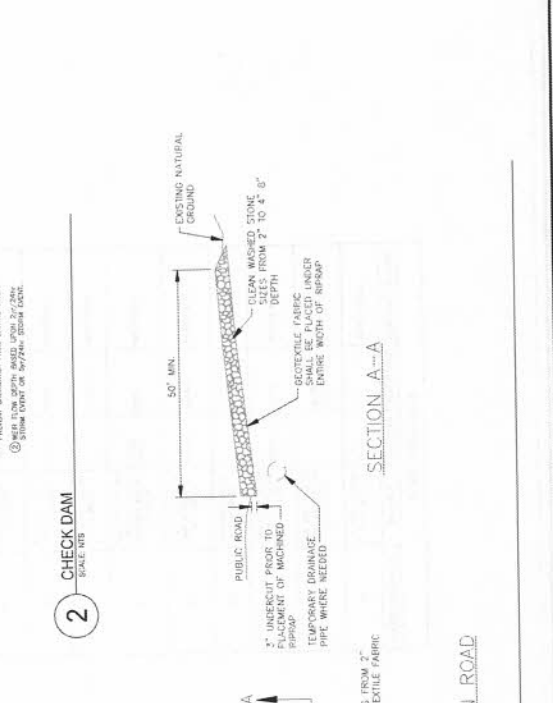 ② WEIR FLOW DEPTH BASED UPON 2yr/24hr
STORM EVENT OR 5yr/24hr STORM EVENT.
2
CHECK DAM
SCALE: NTS
50' MIN.
EXISTING NATURAL
GROUND
PUBLIC ROAD
CLEAN WASHED STONE
SIZES FROM 2" TO 4" 8"
DEPTH
3" UNDERCUT PRIOR TO
PLACEMENT OF MACHINED
RIPRAP
GEOTEXTILE FABRIC
SHALL BE PLACED UNDER
ENTIRE WIDTH OF RIPRAP
TEMPORARY DRAINAGE
PIPE WHERE NEEDED
SECTION A-A
A
FROM 2"
EXTILE FABRIC
N ROAD